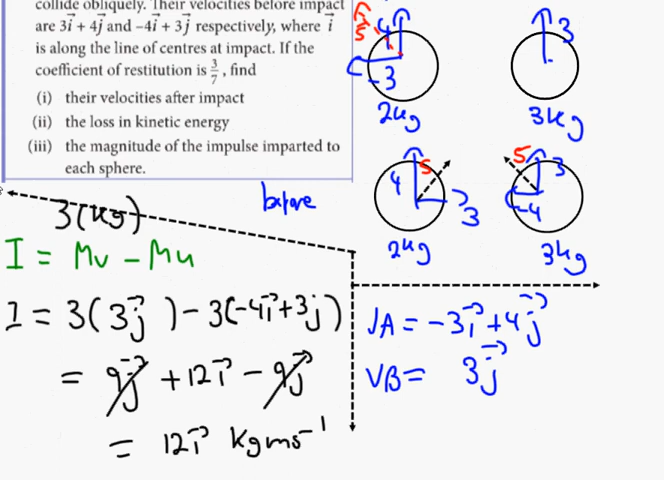 collide obliquely. Their velocities before impact
are 3i⃗ + 4j⃗ and −4i⃗ + 3j⃗ respectively, where i⃗
is along the line of centres at impact. If the
coefficient of restitution is 3/7, find
(i) their velocities after impact
(ii) the loss in kinetic energy
(iii) the magnitude of the impulse imparted to
each sphere.
5 4
-3
2kg
3
3kg
before
4 5 3
2kg
5 3
-4
3kg
3(kg)
I = Mv - Mu
I = 3(3j⃗) - 3(-4i⃗+3j)
= 9j⃗ + 12i⃗ - 9j⃗
= 12i⃗ kgms⁻¹
VA = -3i⃗+4j⃗
VB = 3j⃗